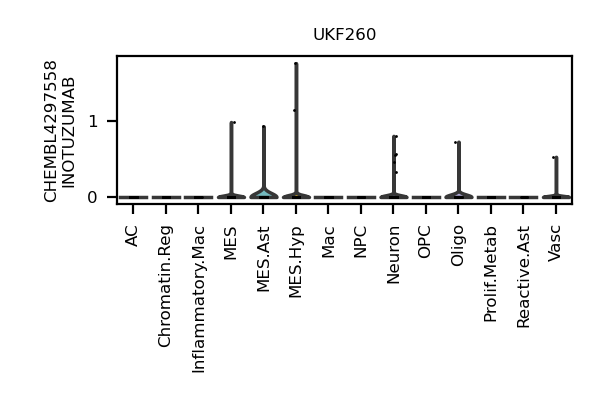 UKF260
CHEMBL4297558
INOTUZUMAB
1
0
AC
Chromatin.Reg
Inflammatory.Mac
MES
MES.Ast
MES.Hyp
Mac
NPC
Neuron
OPC
Oligo
Prolif.Metab
Reactive.Ast
Vasc